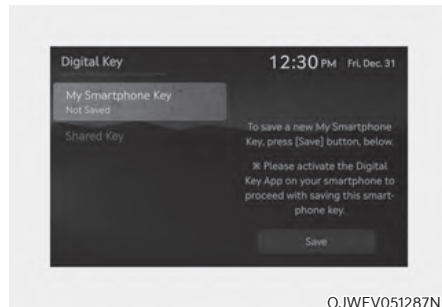 Digital Key
12:30 PM Fri, Dec. 31
My Smartphone Key
Not Saved
Shared Key
To save a new My Smartphone
Key, press [Save] button, below.
※ Please activate the Digital
Key App on your smartphone to
proceed with saving this smart-
phone key.
Save
OJWEV051287N